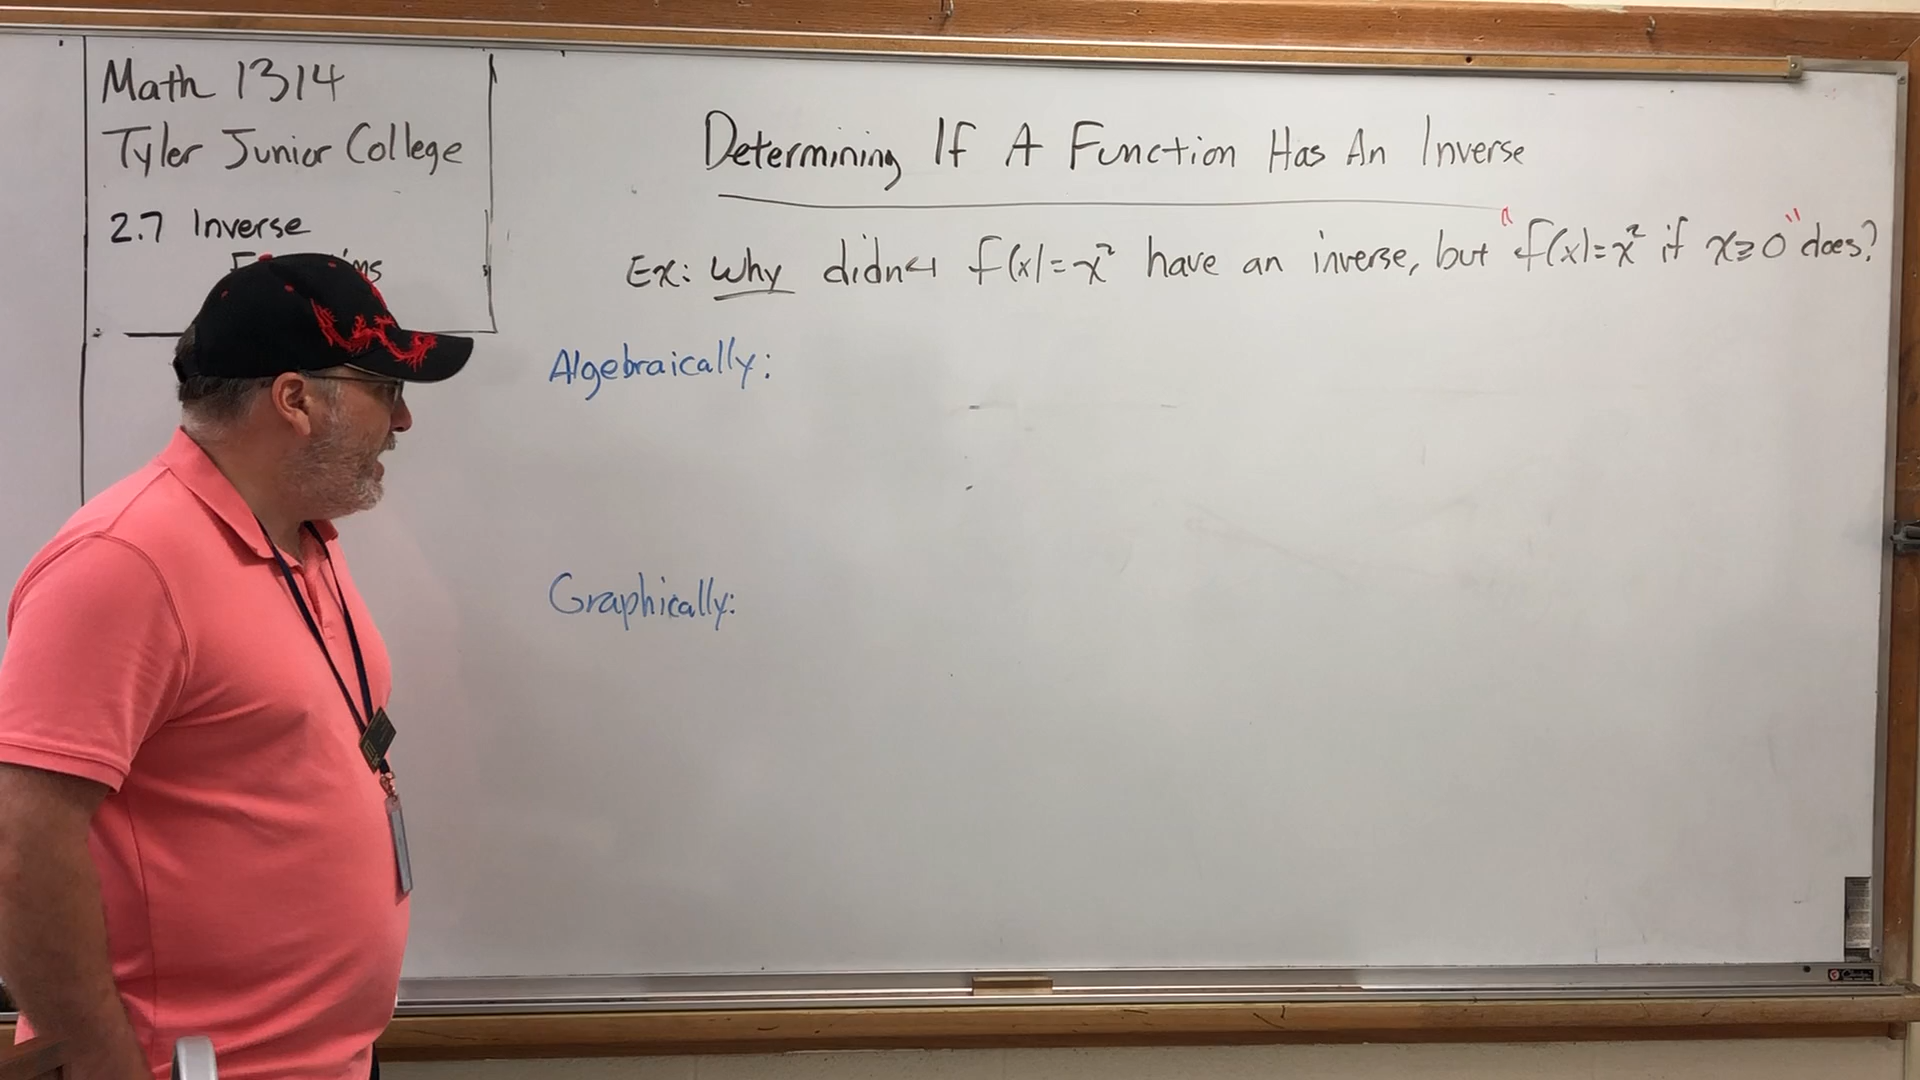 Math 1314
Tyler Junior College
2.7 Inverse
Determining If A Function Has An Inverse
Ex: Why didn't f(x)=x² have an inverse, but "f(x)=x² if x≥0" does?
Algebraically:
Graphically: